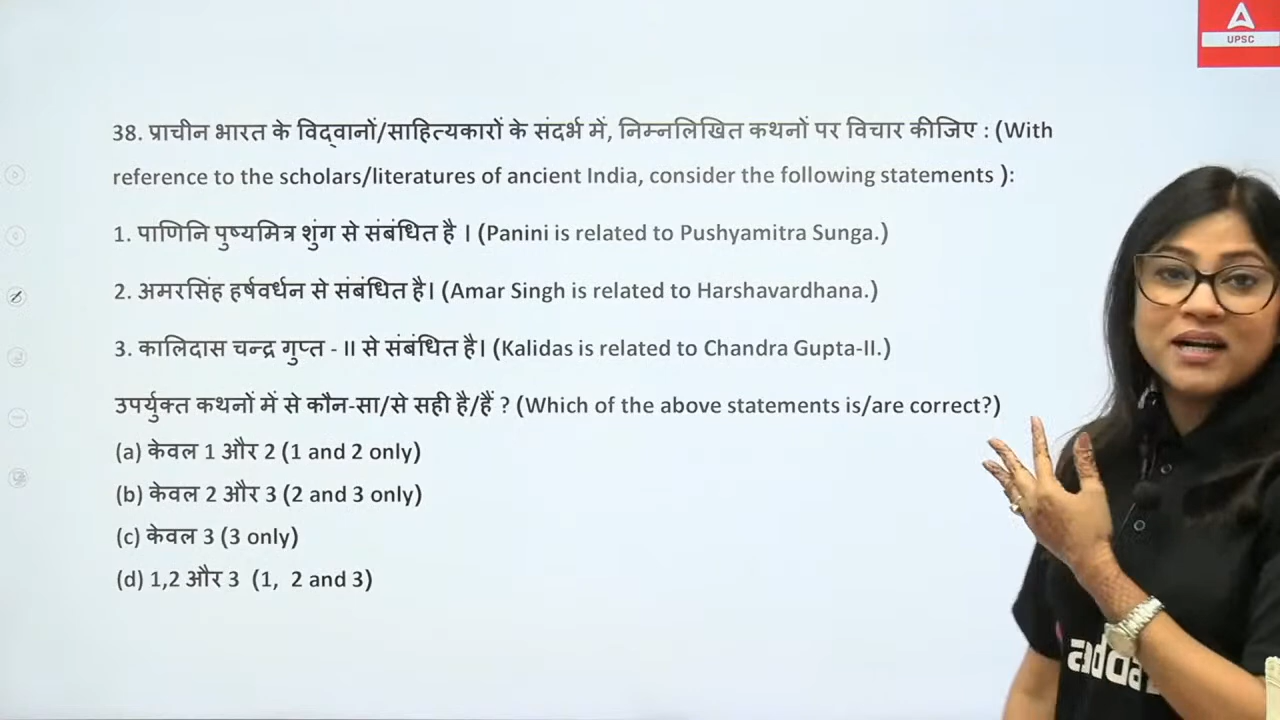 UPSC
38. प्राचीन भारत के विद्वानों/साहित्यकारों के संदर्भ में, निम्नलिखित कथनों पर विचार कीजिए : (With
reference to the scholars/literatures of ancient India, consider the following statements ):
1. पाणिनि पुष्यमित्र शुंग से संबंधित है । (Panini is related to Pushyamitra Sunga.)
2. अमरसिंह हर्षवर्धन से संबंधित है। (Amar Singh is related to Harshavardhana.)
3. कालिदास चन्द्र गुप्त - II से संबंधित है। (Kalidas is related to Chandra Gupta-II.)
उपर्युक्त कथनों में से कौन-सा/से सही है/हैं ? (Which of the above statements is/are correct?)
(a) केवल 1 और 2 (1 and 2 only)
(b) केवल 2 और 3 (2 and 3 only)
(c) केवल 3 (3 only)
(d) 1,2 और 3 (1, 2 and 3)